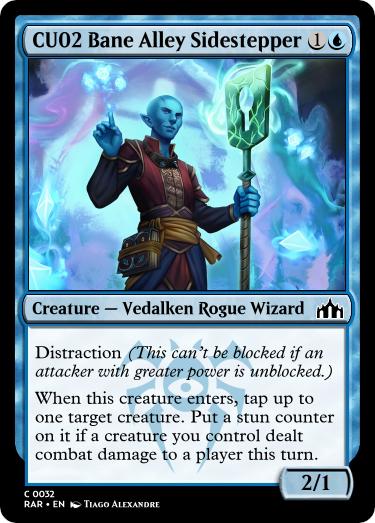 CU02 Bane Alley Sidestepper 1
Creature — Vedalken Rogue Wizard
Distraction (This can't be blocked if an
attacker with greater power is unblocked.)
When this creature enters, tap up to
one target creature. Put a stun counter
on it if a creature you control dealt
combat damage to a player this turn.
2/1
C 0032
RAR • EN Tiago Alexandre